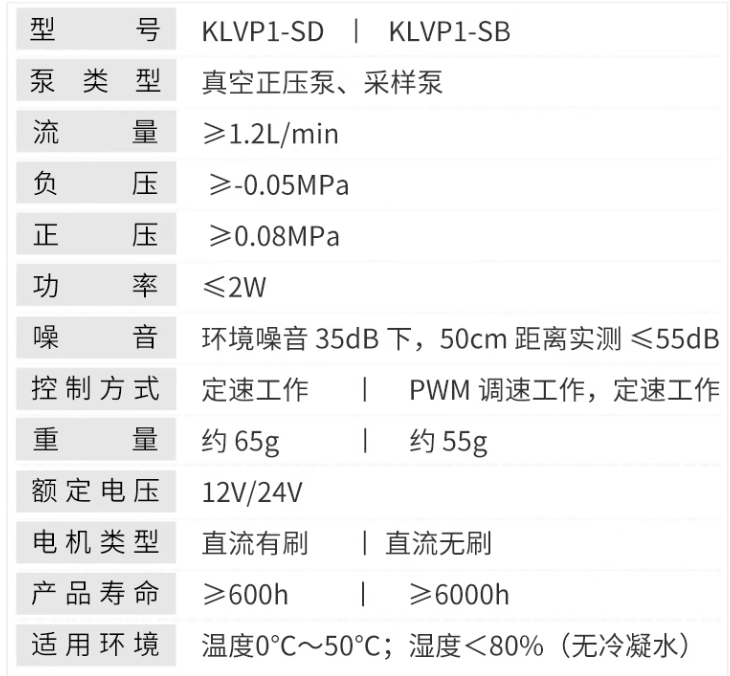 型号 KLVP1-SD | KLVP1-SB
泵类型 真空正压泵、采样泵
流量 ≥1.2L/min
负压 ≥-0.05MPa
正压 ≥0.08MPa
功率 ≤2W
噪音 环境噪音 35dB 下，50cm 距离实测 ≤55dB
控制方式 定速工作 | PWM 调速工作，定速工作
重量 约 65g | 约 55g
额定电压 12V/24V
电机类型 直流有刷 | 直流无刷
产品寿命 ≥600h | ≥6000h
适用环境 温度0℃～50℃；湿度＜80%（无冷凝水）